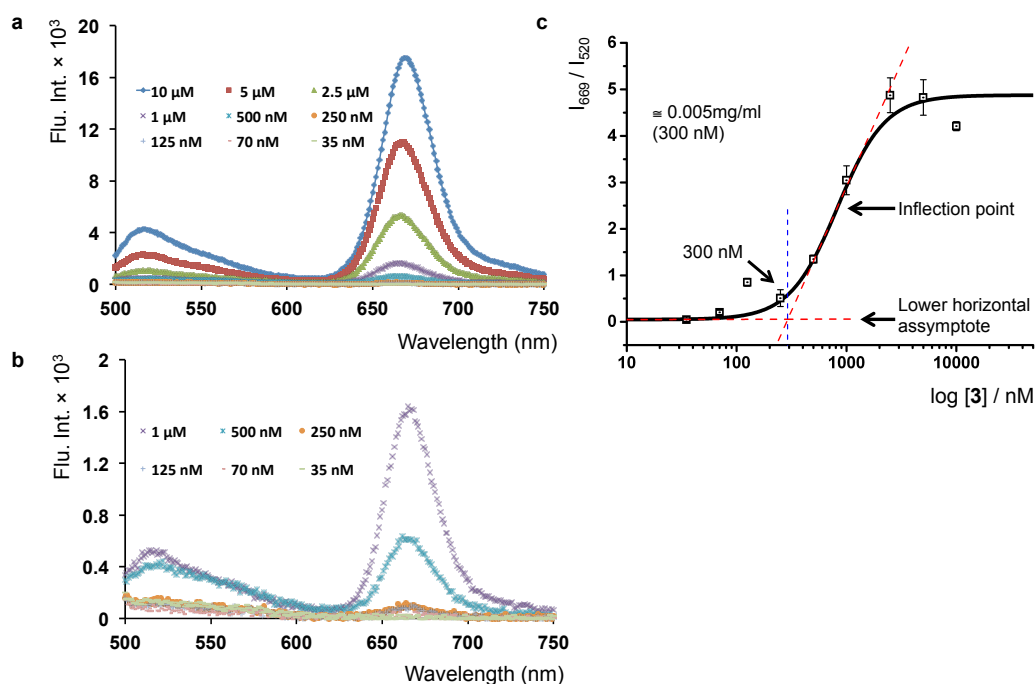 a
Flu. Int. × 10³
20
16
12
8
4
0
10 µM 5 µM 2.5 µM
1 µM 500 nM 250 nM
125 nM 70 nM 35 nM
500 550 600 650 700 750
Wavelength (nm)
b
Flu. Int. × 10³
2
1.6
1.2
0.8
0.4
0
1 µM 500 nM 250 nM
125 nM 70 nM 35 nM
500 550 600 650 700 750
Wavelength (nm)
c
I₆₆₉ / I₅₂₀
6
5
4
3
2
1
0
≅ 0.005mg/ml
(300 nM)
300 nM
Inflection point
Lower horizontal
assymptote
10 100 1000 10000
log [3] / nM